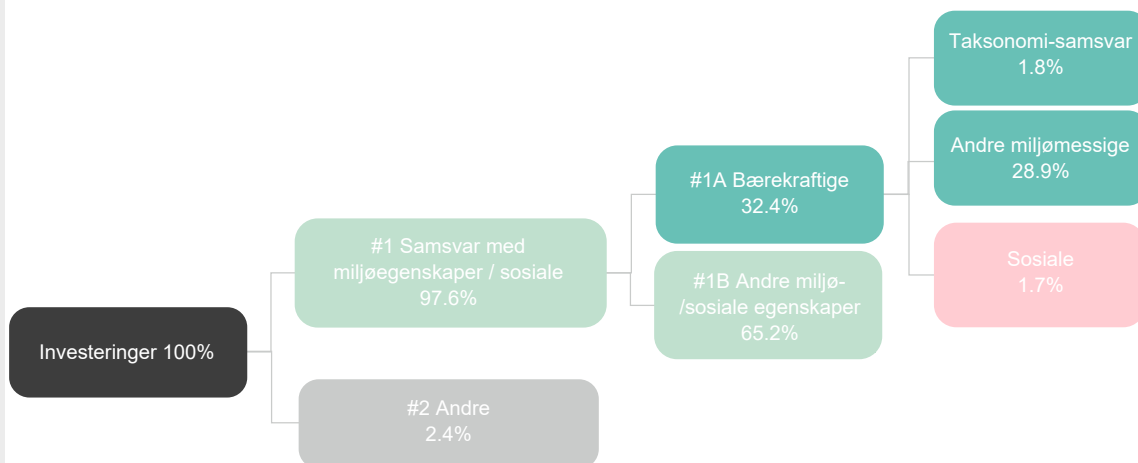 Investeringer 100%
#1 Samsvar med
miljøegenskaper / sosiale
97.6%
#2 Andre
2.4%
#1A Bærekraftige
32.4%
#1B Andre miljø-
/sosiale egenskaper
65.2%
Taksonomi-samsvar
1.8%
Andre miljømessige
28.9%
Sosiale
1.7%